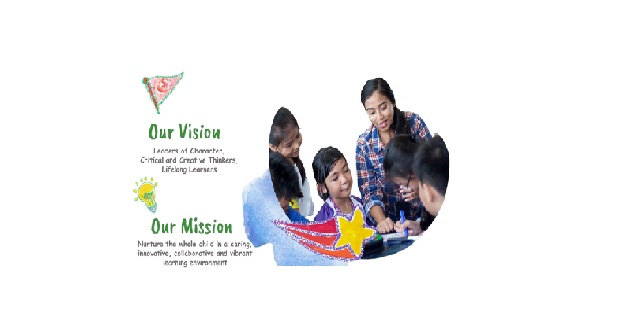 Our Vision
Leaders of Character,
Critical and Creative Thinkers,
Lifelong Learners
Our Mission
Nurture the whole child in a caring,
innovative, collaborative and vibrant
learning environment